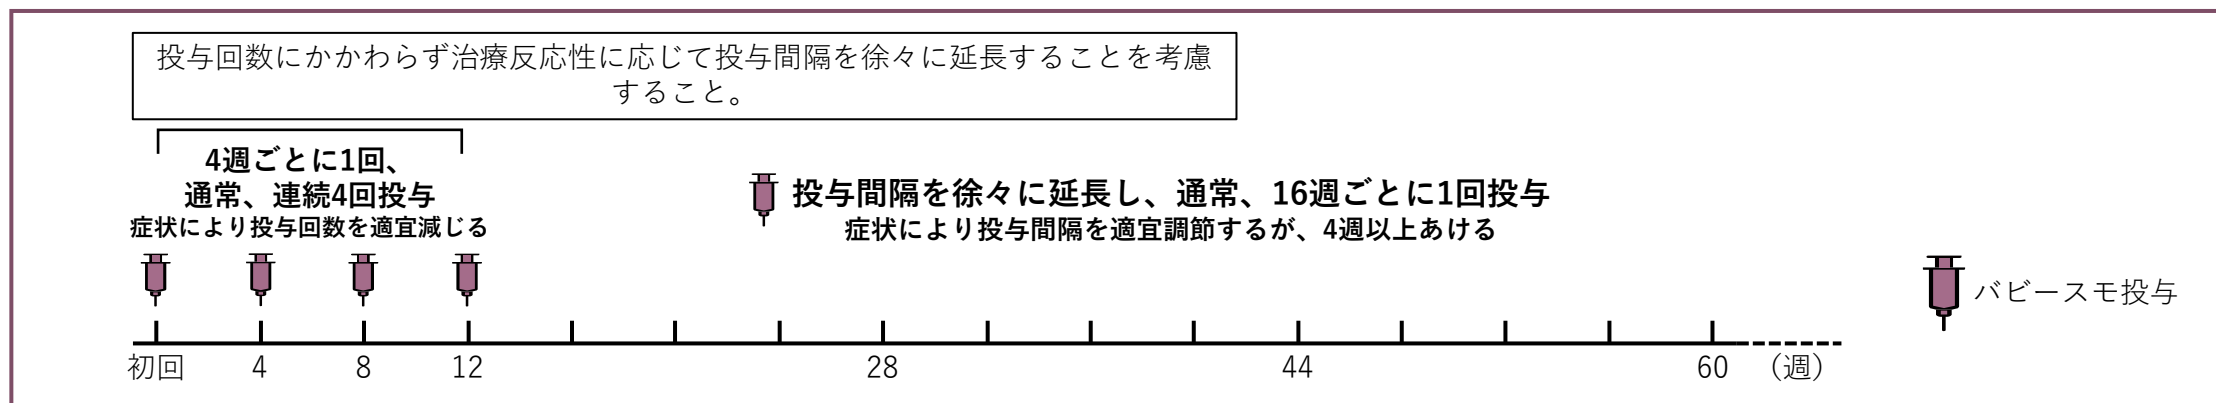 投与回数にかかわらず治療反応性に応じて投与間隔を徐々に延長することを考慮
すること。
4週ごとに1回、
通常、連続4回投与
症状により投与回数を適宜減じる
投与間隔を徐々に延長し、通常、16週ごとに1回投与
症状により投与間隔を適宜調節するが、4週以上あける
バビースモ投与
初回 4 8 12 28 44 60 （週）